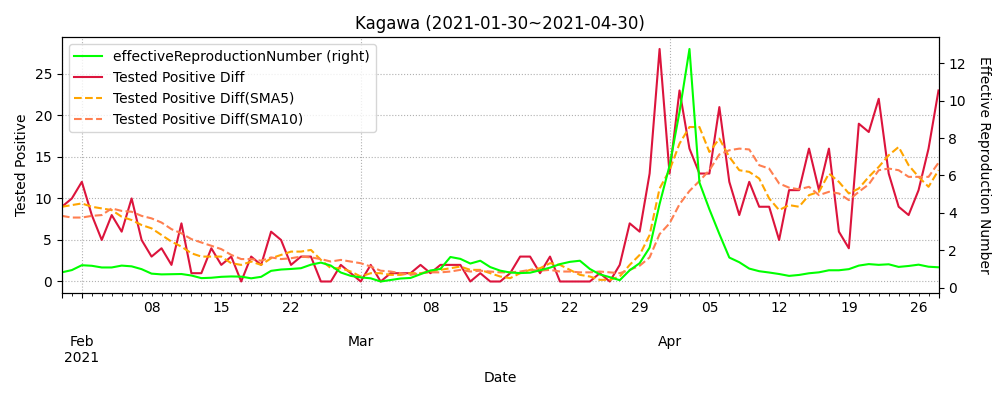 Kagawa (2021-01-30~2021-04-30)
effectiveReproductionNumber (right)
Tested Positive Diff
Tested Positive Diff(SMA5)
Tested Positive Diff(SMA10)
Tested Positive
25
20
15
10
5
0
Effective Reproduction Number
12
10
8
6
4
2
0
08 15 22 08 15 22 29 05 12 19 26
Feb Mar Apr
2021
Date